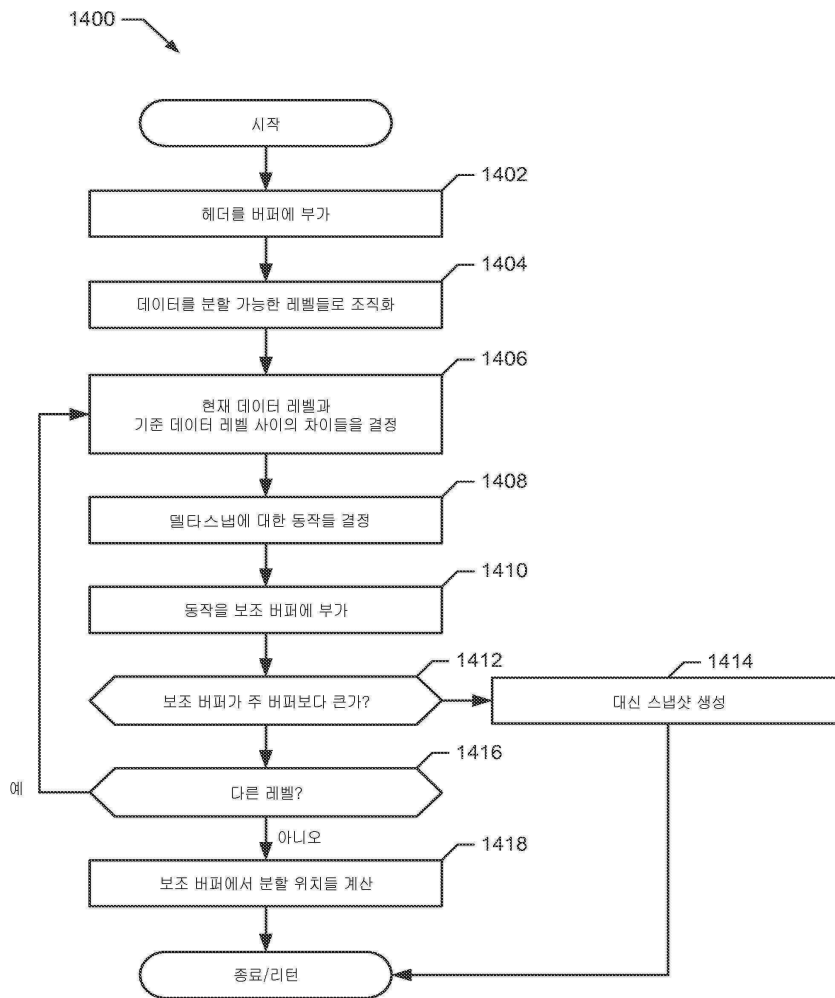 1400
시작
1402
헤더를 버퍼에 부가
1404
데이터를 분할 가능한 레벨들로 조직화
1406
현재 데이터 레벨과
기준 데이터 레벨 사이의 차이들을 결정
1408
델타스냅에 대한 동작들 결정
1410
동작을 보조 버퍼에 부가
1412
보조 버퍼가 주 버퍼보다 큰가?
1414
대신 스냅샷 생성
1416
예
다른 레벨?
아니오
1418
보조 버퍼에서 분할 위치들 계산
종료/리턴